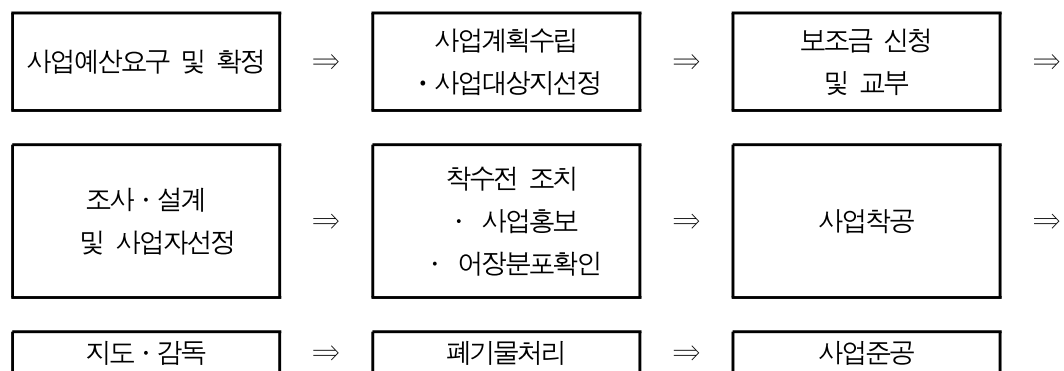 사업예산요구 및 확정 ⇒ 사업계획수립
・사업대상지선정 ⇒ 보조금 신청
및 교부 ⇒
조사・설계
및 사업자선정 ⇒ 착수전 조치
・ 사업홍보
・ 어장분포확인 ⇒ 사업착공 ⇒
지도・감독 ⇒ 폐기물처리 ⇒ 사업준공